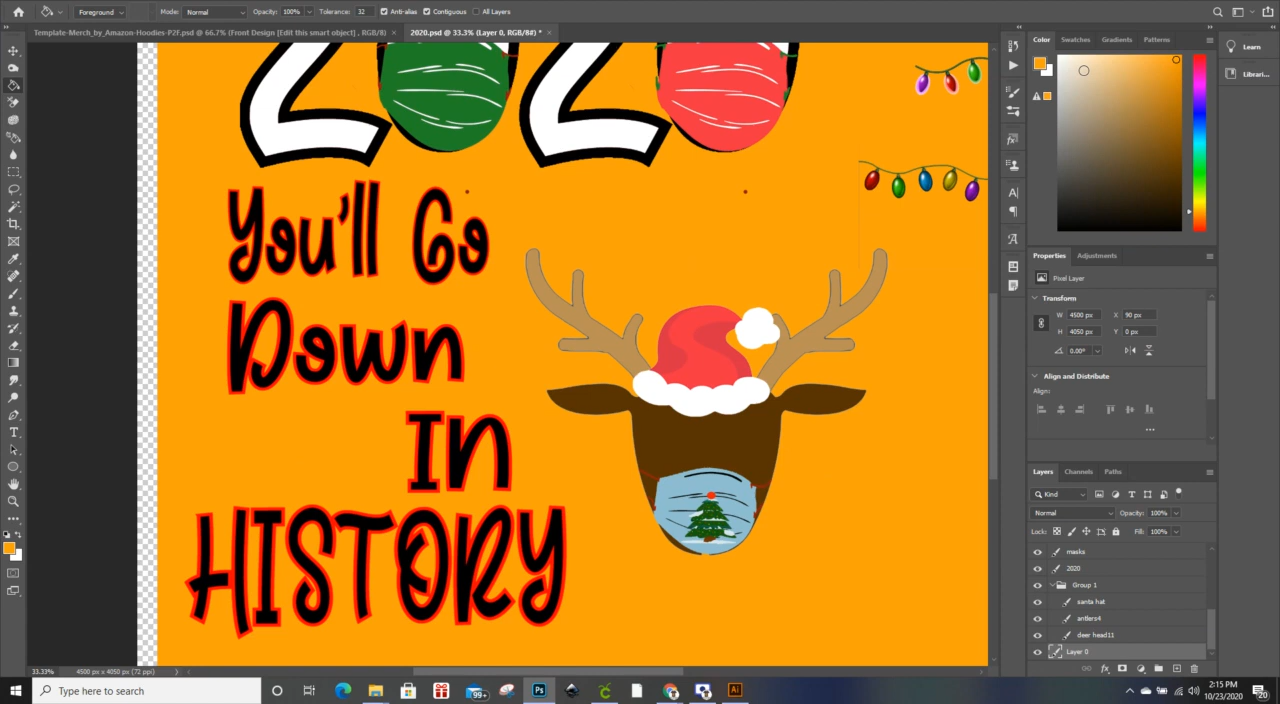 Mode: Normal Opacity: 100% Tolerance: 32 Anti-alias Contiguous All Layers
Foreground
Template-Merch_by_Amazon-Hoodies-P2F.psd @ 66.7% (Front Design [Edit this smart object] , RGB/8) ×
2020.psd @ 33.3% (Layer 0, RGB/8#) * ×
2020
You'll Go
Down
In
HISTORY
Color Swatches Gradients Patterns
Learn
Librari...
Properties Adjustments
Pixel Layer
Transform
W 4500 px X 90 px
H 4050 px Y 0 px
0.00°
Align and Distribute
Align:
Layers Channels Paths
Kind
Normal Opacity: 100%
Lock: Fill: 100%
masks
2020
Group 1
santa hat
antlers4
deer head11
Layer 0
33.33% 4500 px x 4050 px (72 ppi)
Type here to search
99+
Ps
Ai
2:15 PM
10/23/2020
20